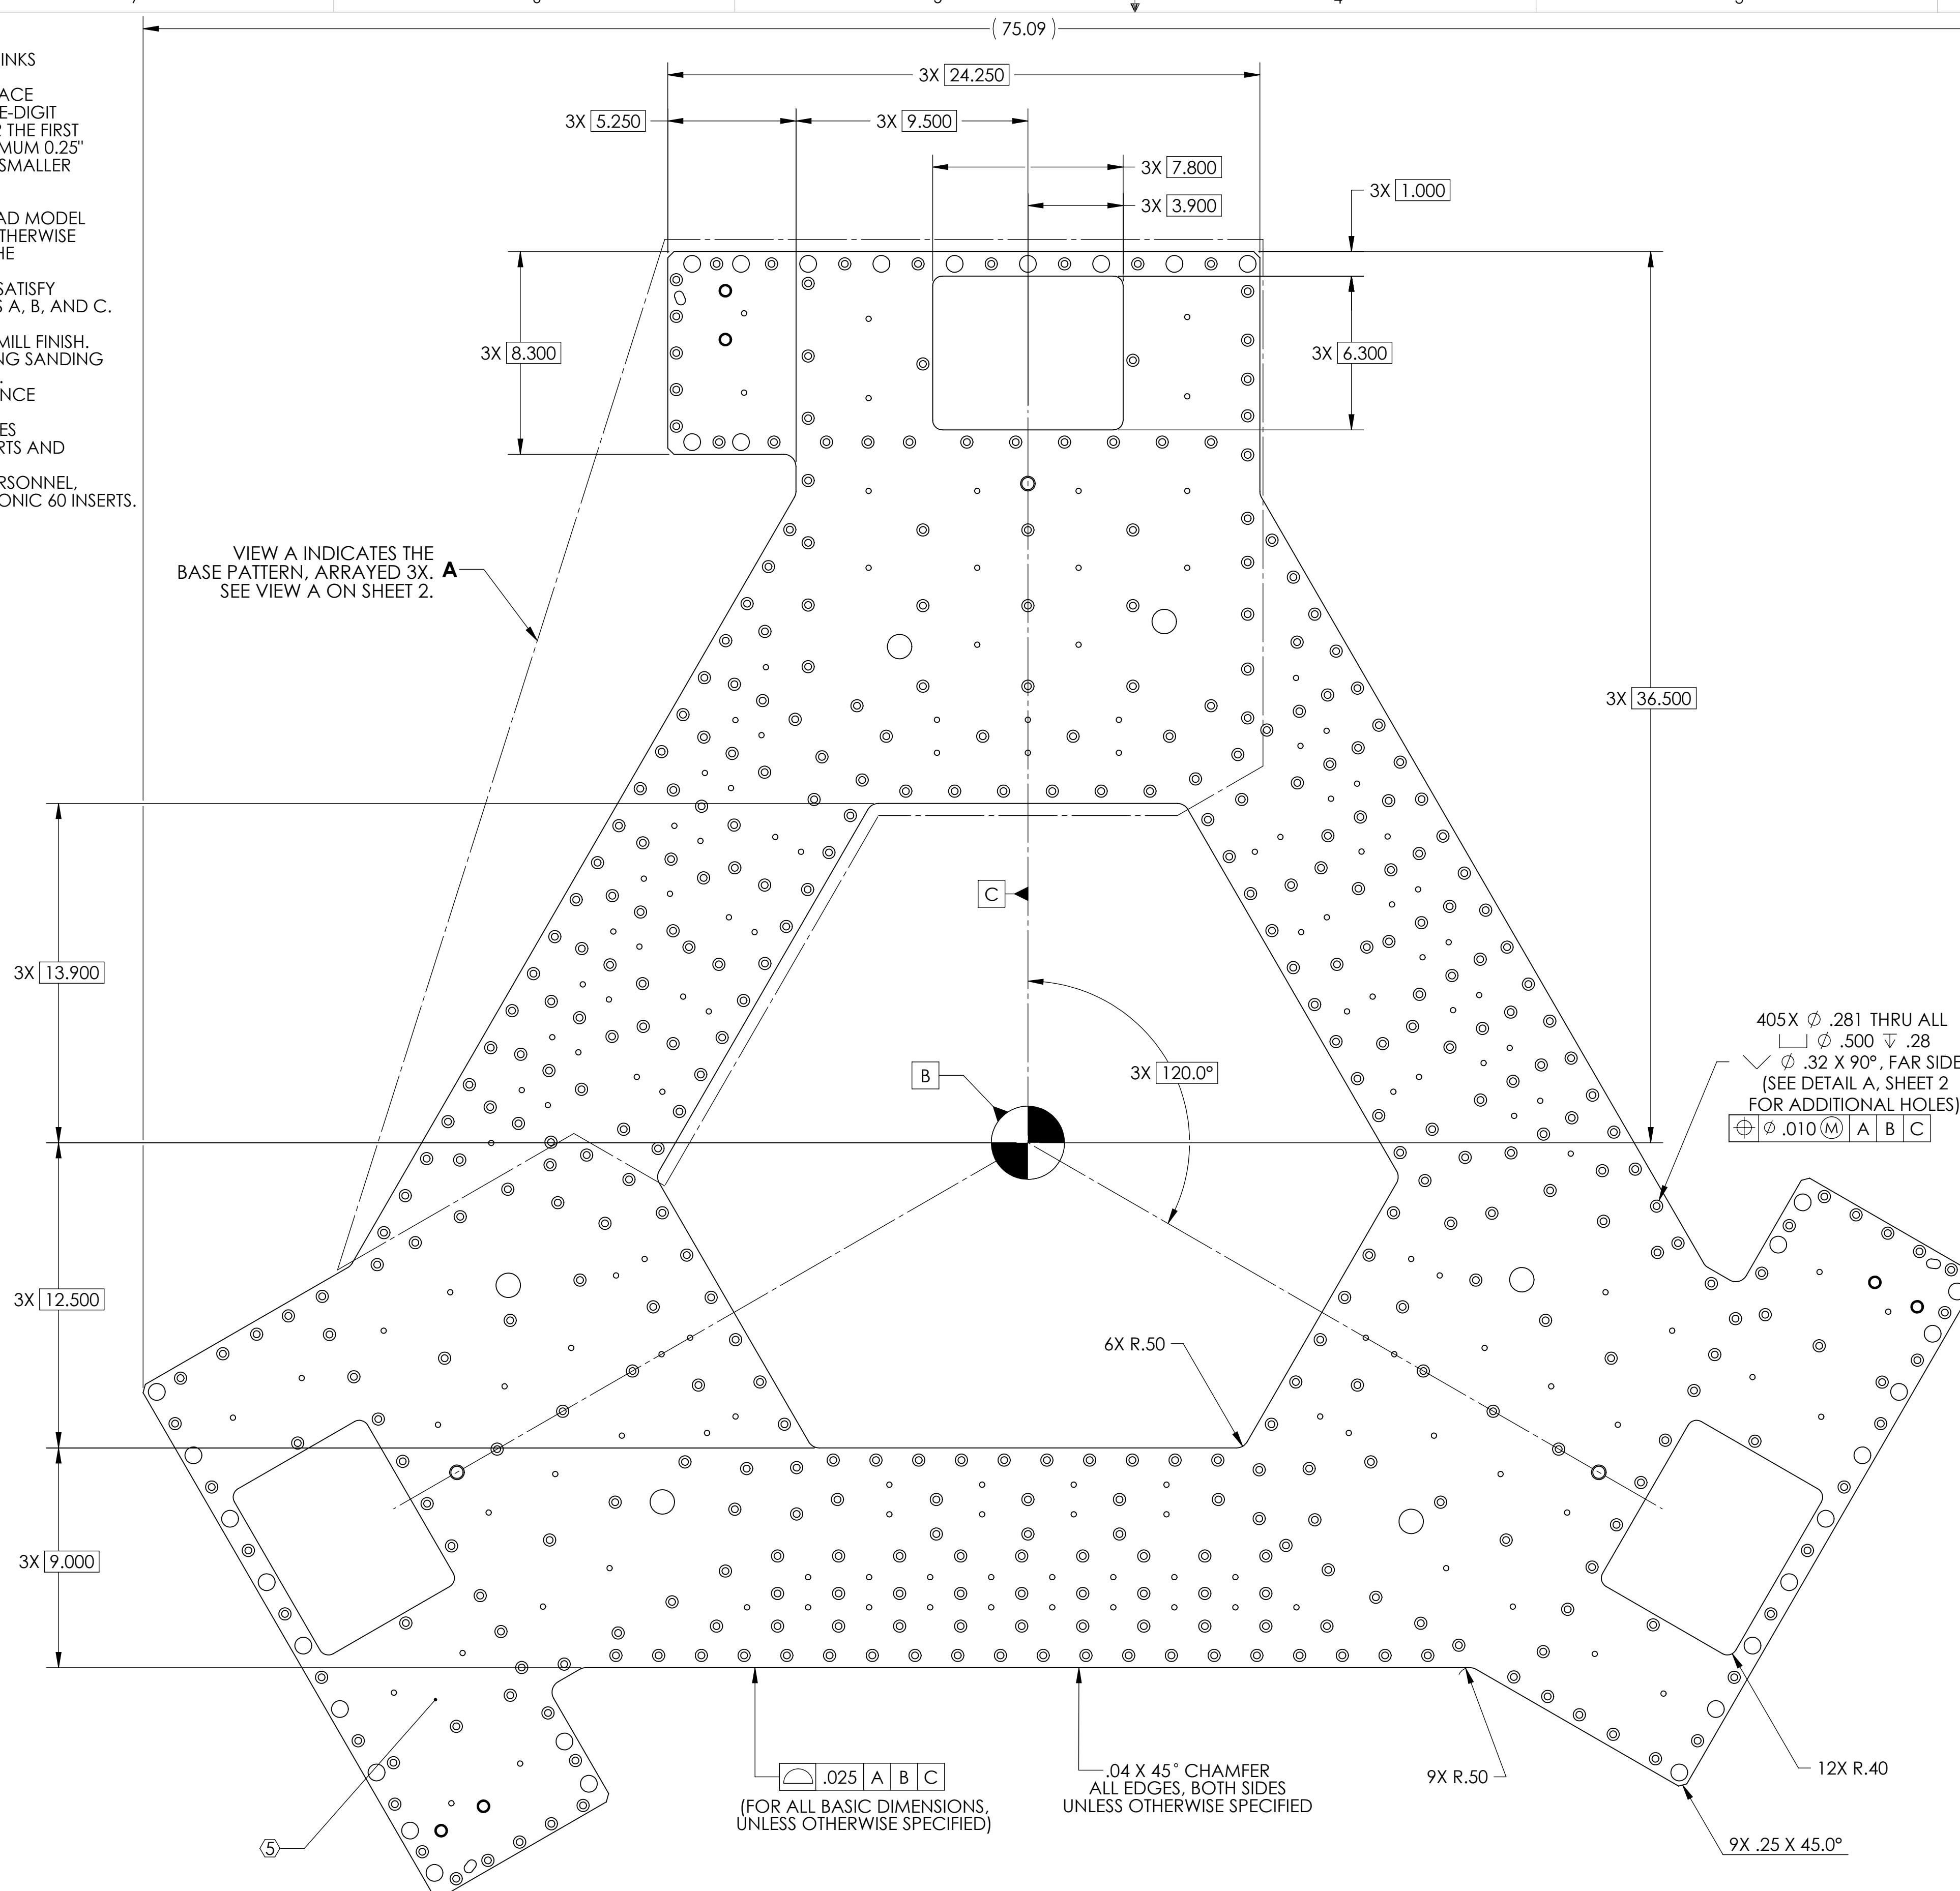 ( 75.09 )
INKS
ACE
E-DIGIT
R THE FIRST
MUM 0.25"
SMALLER
AD MODEL
THERWISE
HE
SATISFY
S A, B, AND C.
MILL FINISH.
NG SANDING
NCE
ES
RTS AND
RSONNEL,
ONIC 60 INSERTS.
3X 24.250
3X 5.250
3X 9.500
3X 7.800
3X 3.900
3X 1.000
3X 8.300
3X 6.300
VIEW A INDICATES THE
BASE PATTERN, ARRAYED 3X. A
SEE VIEW A ON SHEET 2.
3X 36.500
C
3X 13.900
B
3X 120.0°
405X ⌀ .281 THRU ALL
⌴ ⌀ .500 ↧ .28
⌵ ⌀ .32 X 90°, FAR SIDE
(SEE DETAIL A, SHEET 2
FOR ADDITIONAL HOLES)
⌖ ⌀ .010 Ⓜ A B C
3X 12.500
6X R.50
3X 9.000
⌓ .025 A B C
(FOR ALL BASIC DIMENSIONS,
UNLESS OTHERWISE SPECIFIED)
.04 X 45° CHAMFER
ALL EDGES, BOTH SIDES
UNLESS OTHERWISE SPECIFIED
9X R.50
12X R.40
5
9X .25 X 45.0°